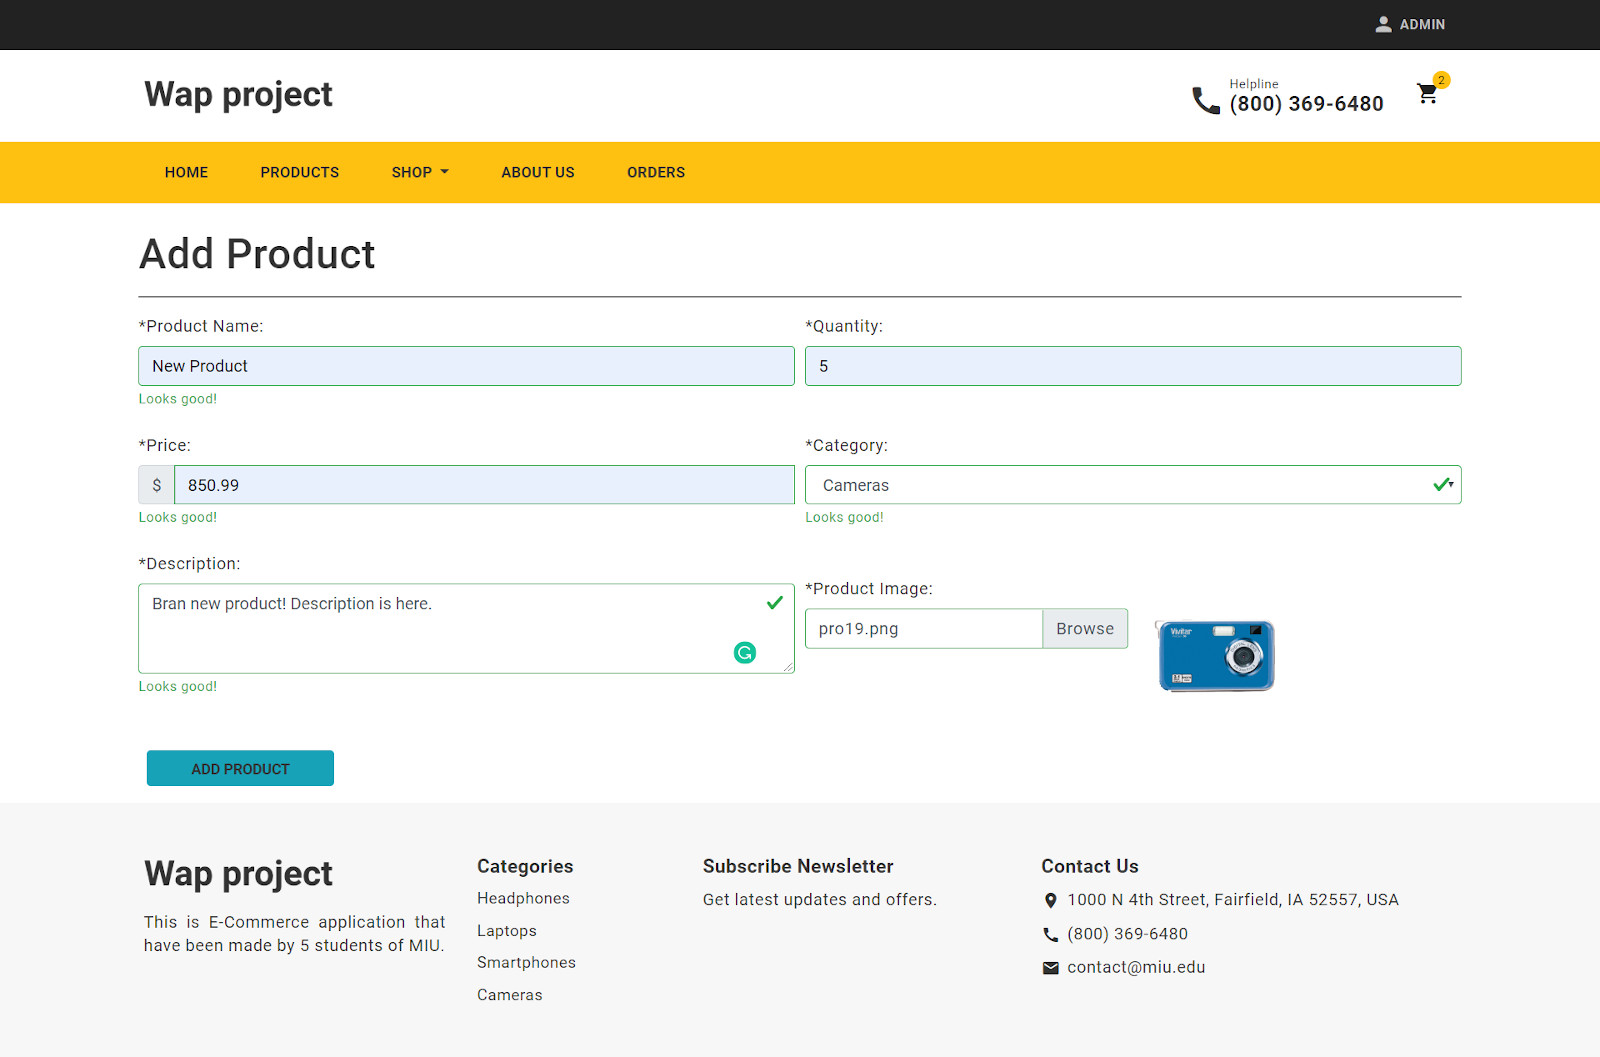 ADMIN
Wap project
Helpline
(800) 369-6480
2
HOME PRODUCTS SHOP ABOUT US ORDERS
Add Product
*Product Name:
New Product
Looks good!
*Quantity:
5
*Price:
$ 850.99
Looks good!
*Category:
Cameras
Looks good!
*Description:
Bran new product! Description is here.
Looks good!
*Product Image:
pro19.png Browse
Vivitar
ADD PRODUCT
Wap project
This is E-Commerce application that
have been made by 5 students of MIU.
Categories
Headphones
Laptops
Smartphones
Cameras
Subscribe Newsletter
Get latest updates and offers.
Contact Us
1000 N 4th Street, Fairfield, IA 52557, USA
(800) 369-6480
contact@miu.edu